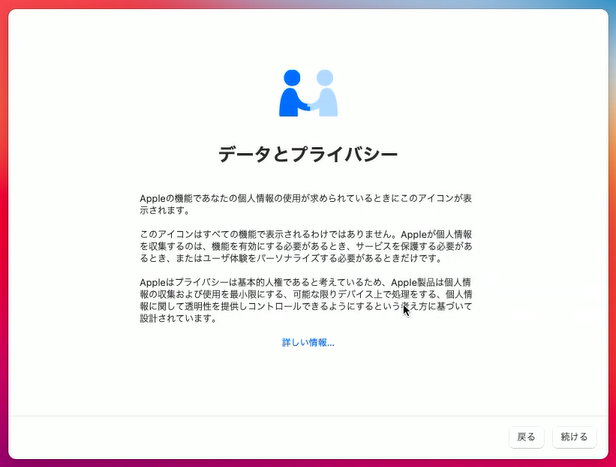 データとプライバシー
Appleの機能であなたの個人情報の使用が求められているときにこのアイコンが表
示されます。
このアイコンはすべての機能で表示されるわけではありません。Appleが個人情報
を収集するのは、機能を有効にする必要があるとき、サービスを保護する必要があ
るとき、またはユーザ体験をパーソナライズする必要があるときだけです。
Appleはプライバシーは基本的人権であると考えているため、Apple製品は個人情
報の収集および使用を最小限にする、可能な限りデバイス上で処理をする、個人情
報に関して透明性を提供しコントロールできるようにするという考え方に基づいて
設計されています。
詳しい情報...
戻る
続ける